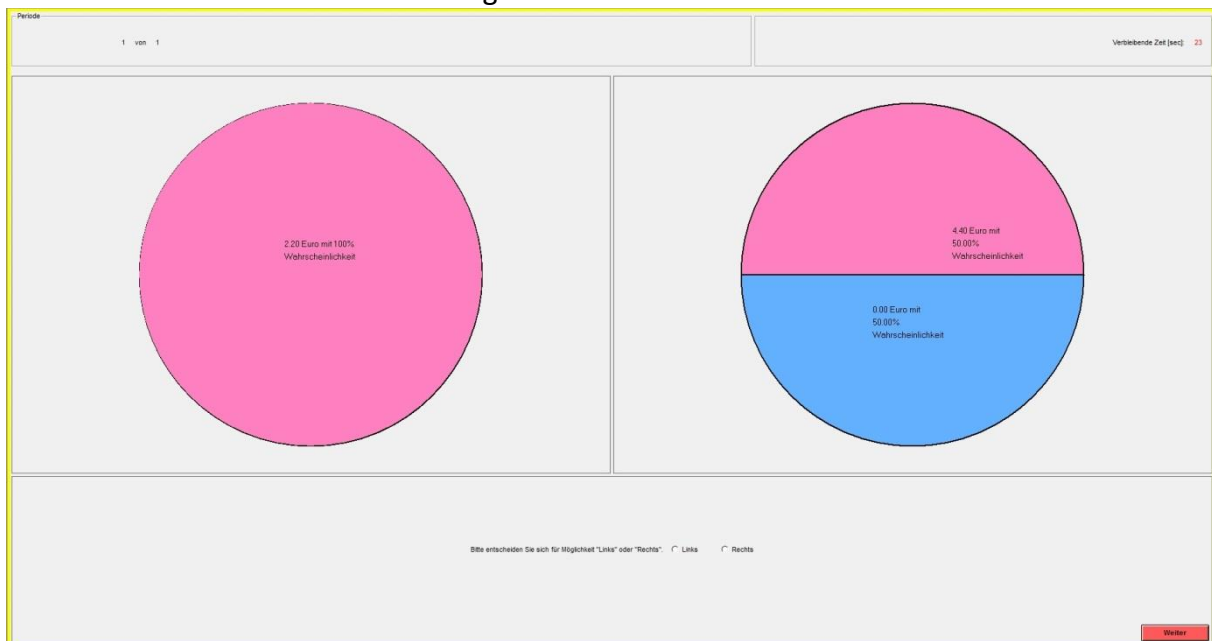 Periode
1 von 1
Verbleibende Zeit [sec]: 23
2.20 Euro mit 100%
Wahrscheinlichkeit
4.40 Euro mit
50.00%
Wahrscheinlichkeit
0.00 Euro mit
50.00%
Wahrscheinlichkeit
Bitte entscheiden Sie sich für Möglichkeit "Links" oder "Rechts". Links Rechts
Weiter